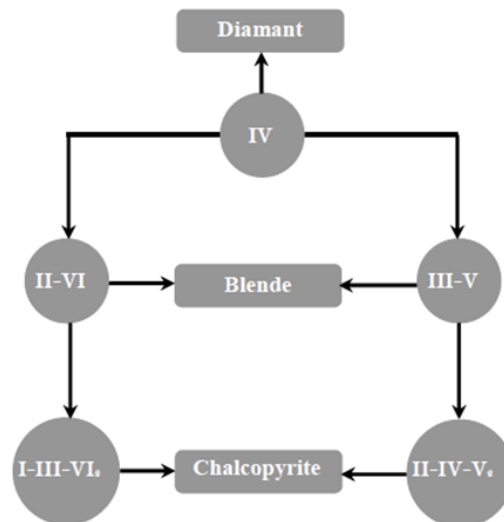 Diamant
IV
II-VI
Blende
III-V
I-III-VI₂
Chalcopyrite
II-IV-V₂